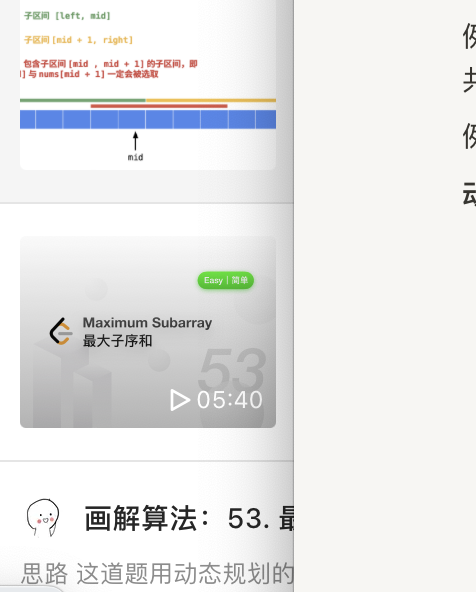 子区间 [left, mid]
子区间 [mid + 1, right]
包含子区间 [mid , mid + 1] 的子区间，即
] 与 nums[mid + 1] 一定会被选取
mid
Easy | 简单
Maximum Subarray
最大子序和
53
05:40
画解算法：53. 最
思路 这道题用动态规划的
例
共
例
动